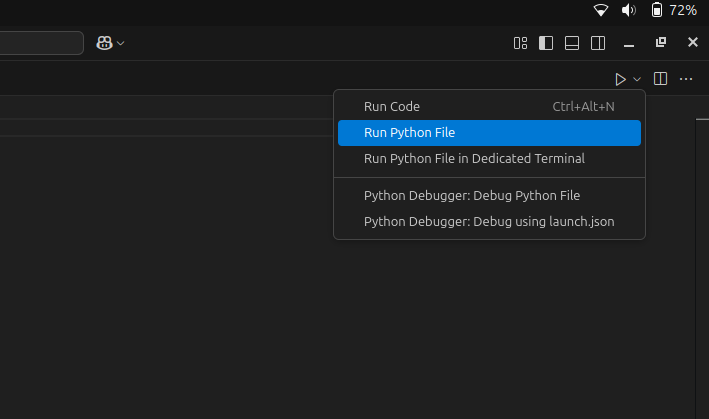 72%
Run Code Ctrl+Alt+N
Run Python File
Run Python File in Dedicated Terminal
Python Debugger: Debug Python File
Python Debugger: Debug using launch.json